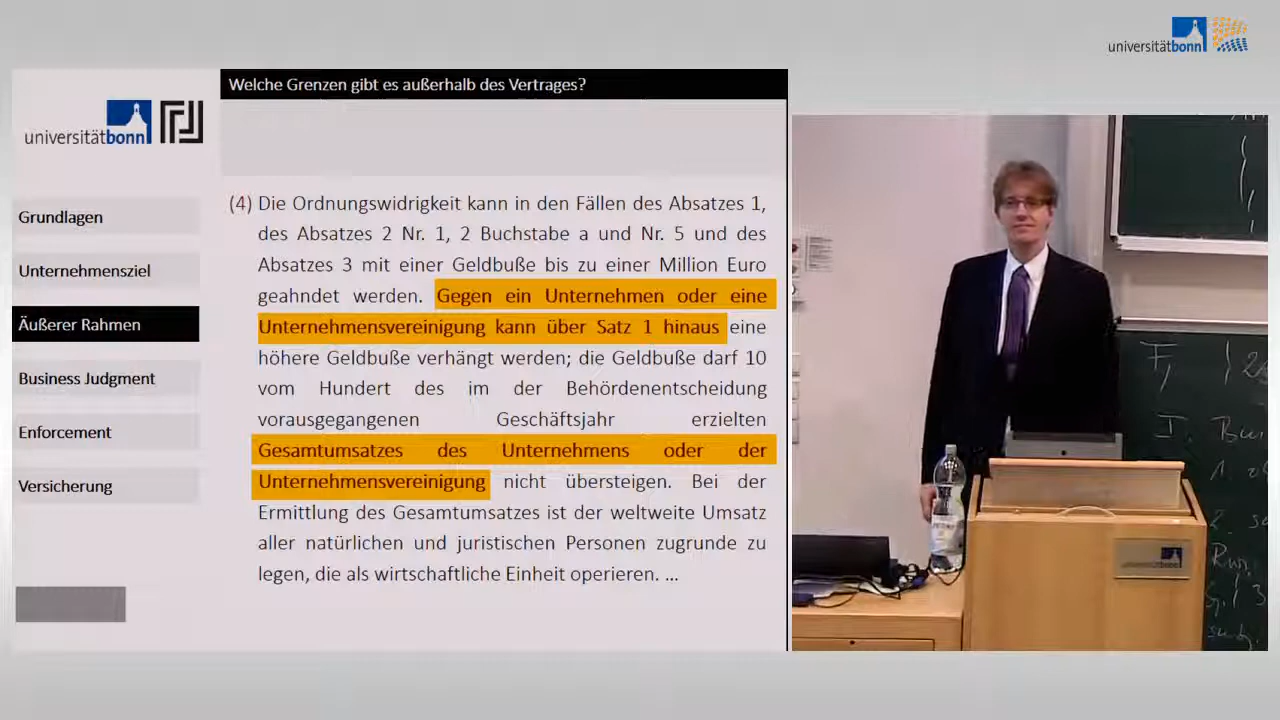 universitätbonn
Welche Grenzen gibt es außerhalb des Vertrages?
universitätbonn
Grundlagen
Unternehmensziel
Äußerer Rahmen
Business Judgment
Enforcement
Versicherung
(4) Die Ordnungswidrigkeit kann in den Fällen des Absatzes 1,
des Absatzes 2 Nr. 1, 2 Buchstabe a und Nr. 5 und des
Absatzes 3 mit einer Geldbuße bis zu einer Million Euro
geahndet werden. Gegen ein Unternehmen oder eine
Unternehmensvereinigung kann über Satz 1 hinaus eine
höhere Geldbuße verhängt werden; die Geldbuße darf 10
vom Hundert des im der Behördenentscheidung
vorausgegangenen Geschäftsjahr erzielten
Gesamtumsatzes des Unternehmens oder der
Unternehmensvereinigung nicht übersteigen. Bei der
Ermittlung des Gesamtumsatzes ist der weltweite Umsatz
aller natürlichen und juristischen Personen zugrunde zu
legen, die als wirtschaftliche Einheit operieren. ...
universitätbonn